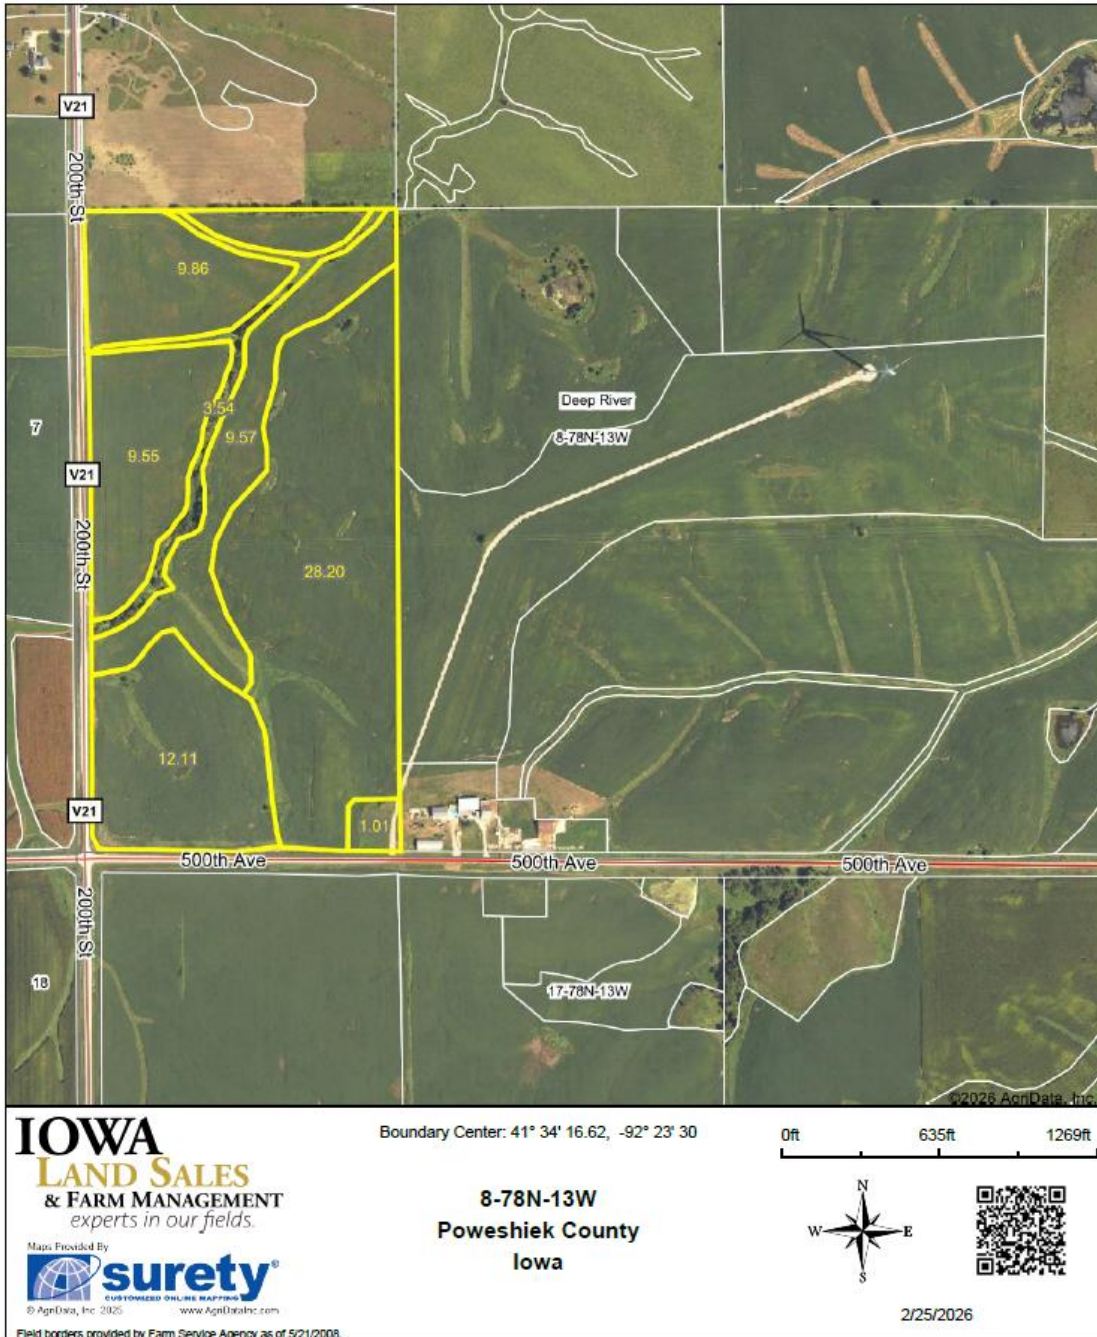 V21
200th St
9.86
3.54
9.57
9.55
7
V21
200th St
Deep River
8-78N-13W
28.20
12.11
V21
1.01
500th Ave
500th Ave
500th Ave
200th St
18
17-78N-13W
©2026 AgriData, Inc.
IOWA
LAND SALES
& FARM MANAGEMENT
experts in our fields.
Maps Provided By
surety®
CUSTOMIZED ONLINE MAPPING
© AgriData, Inc. 2025
www.AgriDataInc.com
Field borders provided by Farm Service Agency as of 5/21/2008.
Boundary Center: 41° 34' 16.62, -92° 23' 30
8-78N-13W
Poweshiek County
Iowa
0ft 635ft 1269ft
N
W E
S
2/25/2026